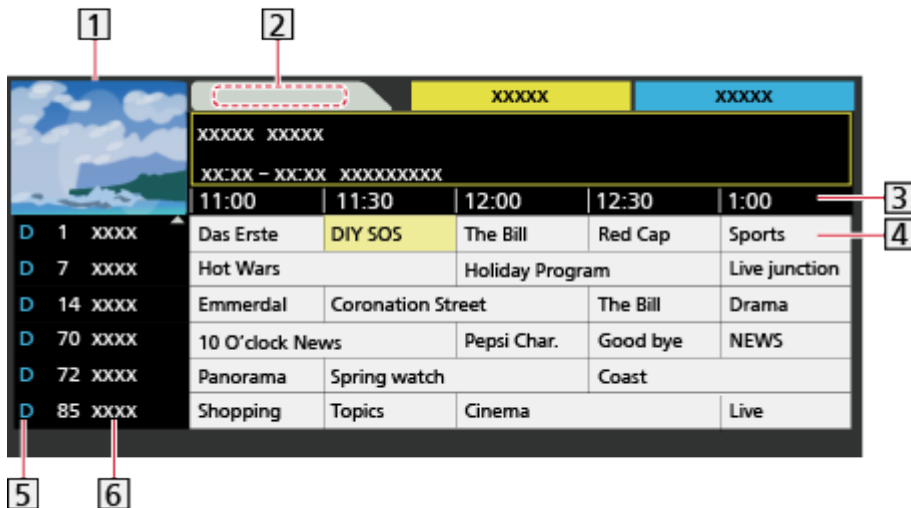 1 2
xxxxx xxxxx
xxxxx xxxxx
xx:xx – xx:xx xxxxxxxxx
11:00 11:30 12:00 12:30 1:00 3
D 1 xxxx Das Erste DIY SOS The Bill Red Cap Sports 4
D 7 xxxx Hot Wars Holiday Program Live junction
D 14 xxxx Emmerdal Coronation Street The Bill Drama
D 70 xxxx 10 O'clock News Pepsi Char. Good bye NEWS
D 72 xxxx Panorama Spring watch Coast
D 85 xxxx Shopping Topics Cinema Live
5 6